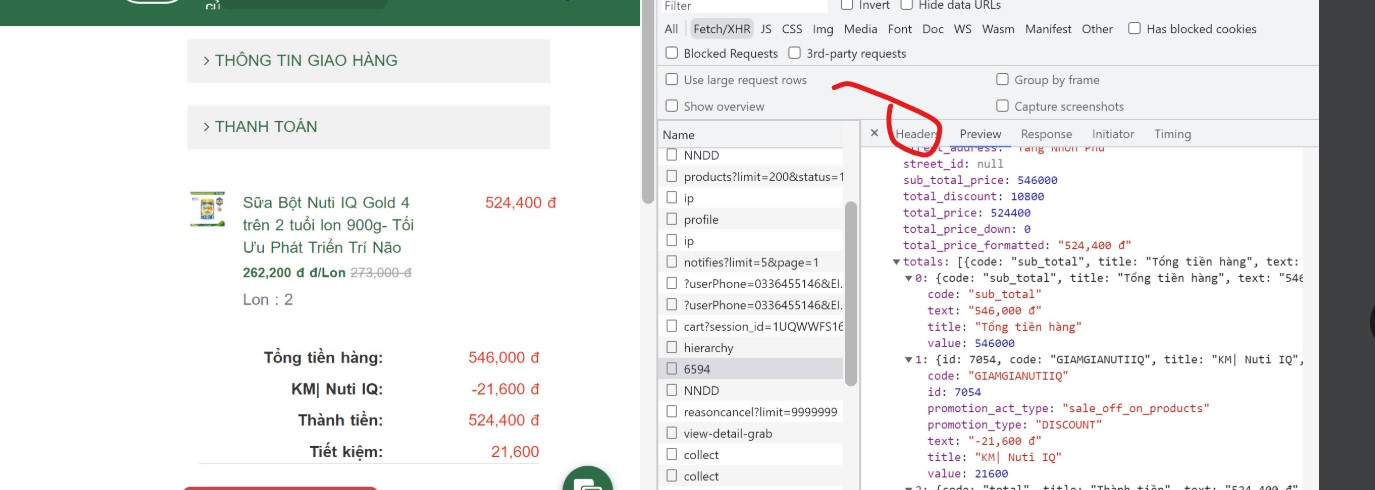 THÔNG TIN GIAO HÀNG
THANH TOÁN
Sữa Bột Nuti IQ Gold 4
trên 2 tuổi lon 900g- Tối
Ưu Phát Triển Trí Não
524,400 đ
262,200 đ đ/Lon 273,000 đ
Lon : 2
Tổng tiền hàng: 546,000 đ
KM| Nuti IQ: -21,600 đ
Thành tiền: 524,400 đ
Tiết kiệm: 21,600
Filter Invert Hide data URLs
All Fetch/XHR JS CSS Img Media Font Doc WS Wasm Manifest Other Has blocked cookies
Blocked Requests 3rd-party requests
Use large request rows Group by frame
Show overview Capture screenshots
Name
NNDD
products?limit=200&status=1
ip
profile
ip
notifies?limit=5&page=1
?userPhone=0336455146&El.
?userPhone=0336455146&El.
cart?session_id=1UQWWFS16
hierarchy
6594
NNDD
reasoncancel?limit=9999999
view-detail-grab
collect
collect
× Headers Preview Response Initiator Timing
street_address: "Tăng Nhơn Phú
street_id: null
sub_total_price: 546000
total_discount: 10800
total_price: 524400
total_price_down: 0
total_price_formatted: "524,400 đ"
totals: [{code: "sub_total", title: "Tổng tiền hàng", text:
0: {code: "sub_total", title: "Tổng tiền hàng", text: "546
code: "sub_total"
text: "546,000 đ"
title: "Tổng tiền hàng"
value: 546000
1: {id: 7054, code: "GIAMGIANUTIIQ", title: "KM| Nuti IQ",
code: "GIAMGIANUTIIQ"
id: 7054
promotion_act_type: "sale_off_on_products"
promotion_type: "DISCOUNT"
text: "-21,600 đ"
title: "KM| Nuti IQ"
value: 21600
2: {code: "total", title: "Thành tiền", text: "524,400 đ"